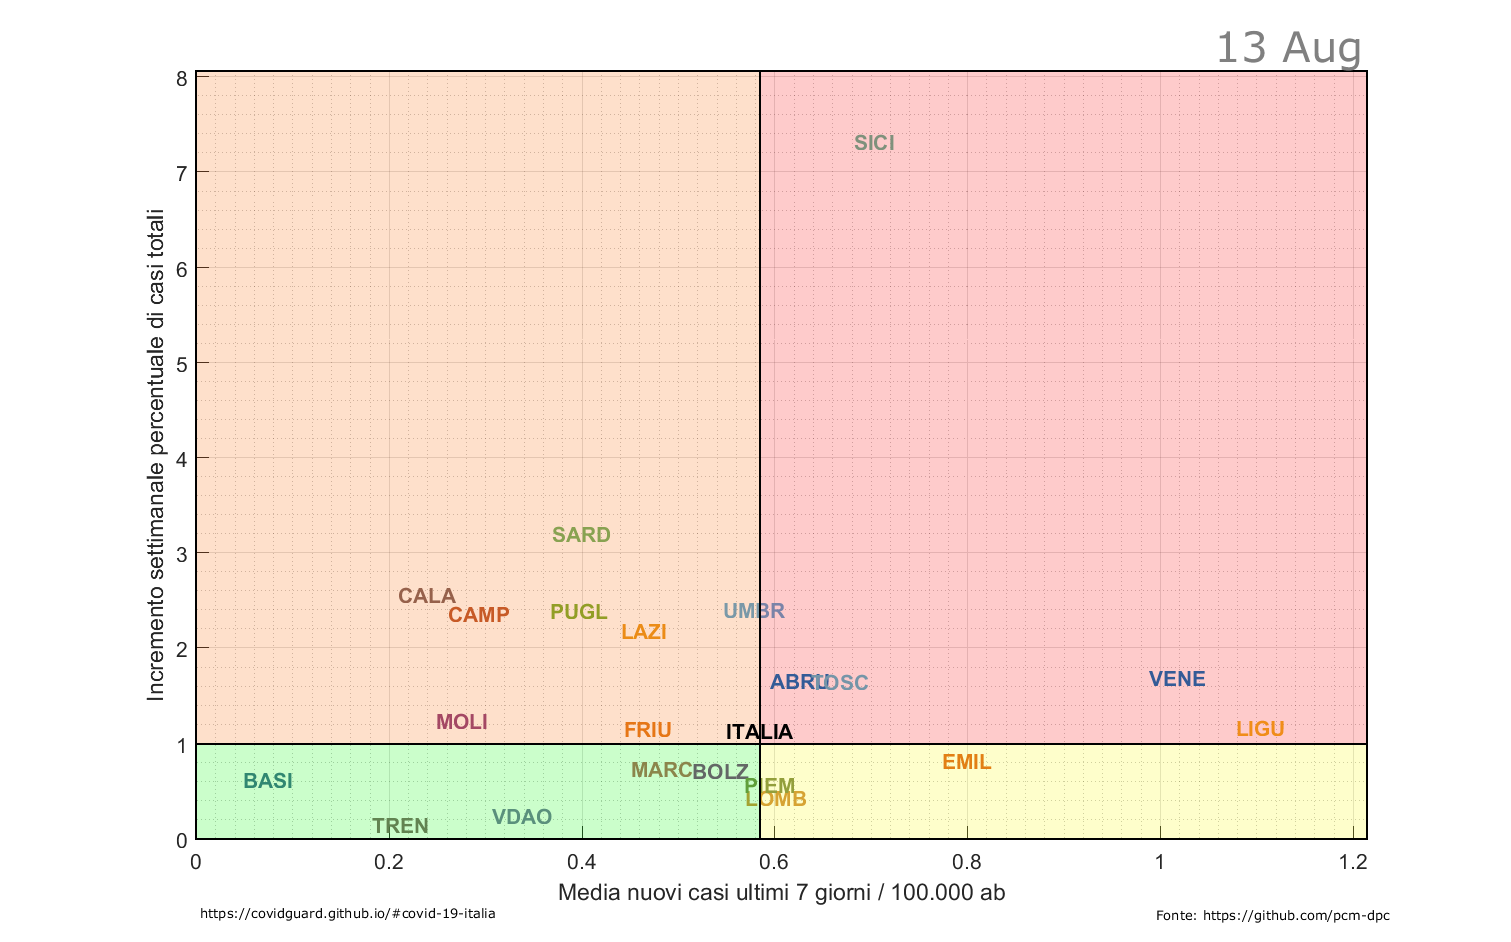 13 Aug
8
7
6
5
4
3
2
1
0
Incremento settimanale percentuale di casi totali
SICI
SARD
CALA
CAMP
PUGL
LAZI
UMBR
ABRU
TOSC
VENE
MOLI
FRIU
ITALIA
LIGU
BASI
MARC
BOLZ
PIEM
LOMB
EMIL
TREN
VDAO
0 0.2 0.4 0.6 0.8 1 1.2
Media nuovi casi ultimi 7 giorni / 100.000 ab
https://covidguard.github.io/#covid-19-italia
Fonte: https://github.com/pcm-dpc